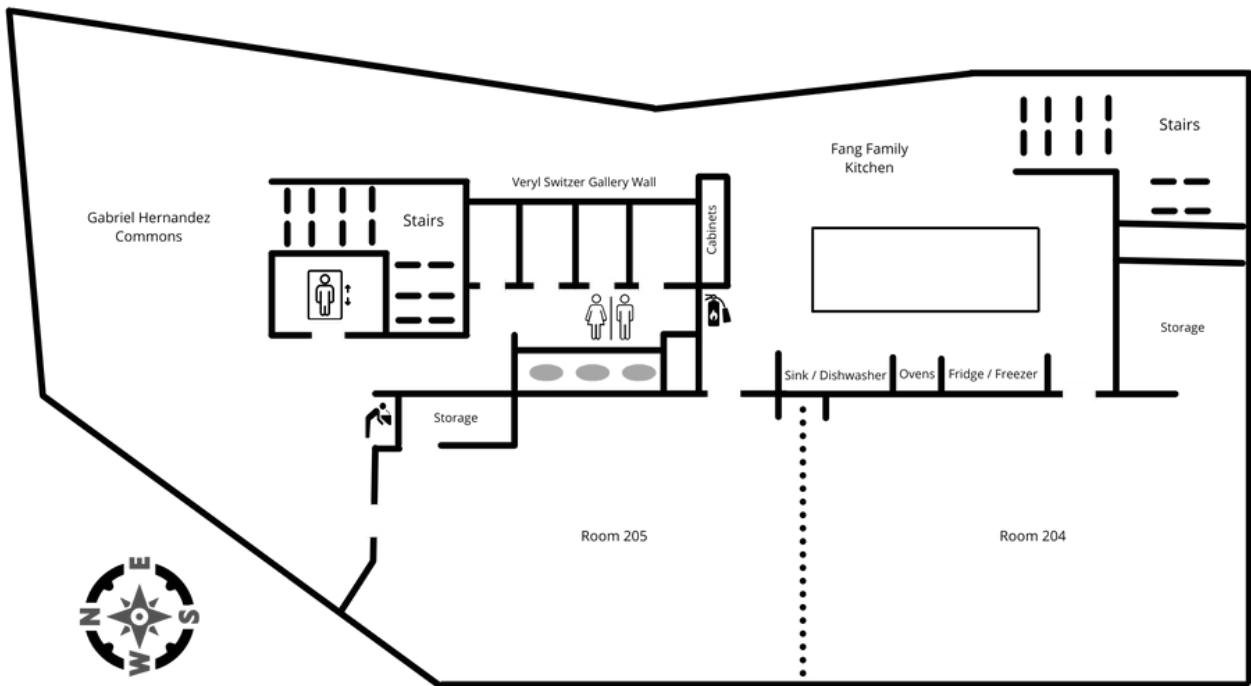 Stairs
Fang Family
Kitchen
Veryl Switzer Gallery Wall
Gabriel Hernandez
Commons
Stairs
Cabinets
Storage
Sink / Dishwasher
Ovens
Fridge / Freezer
Storage
Room 205
Room 204
E
N
S
W